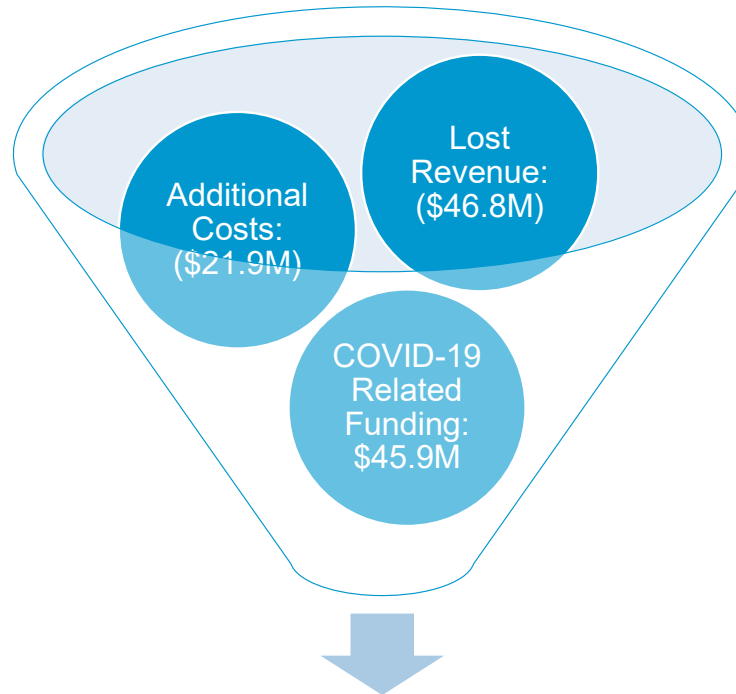 Additional
Costs:
($21.9M)
Lost
Revenue:
($46.8M)
COVID-19
Related
Funding:
$45.9M